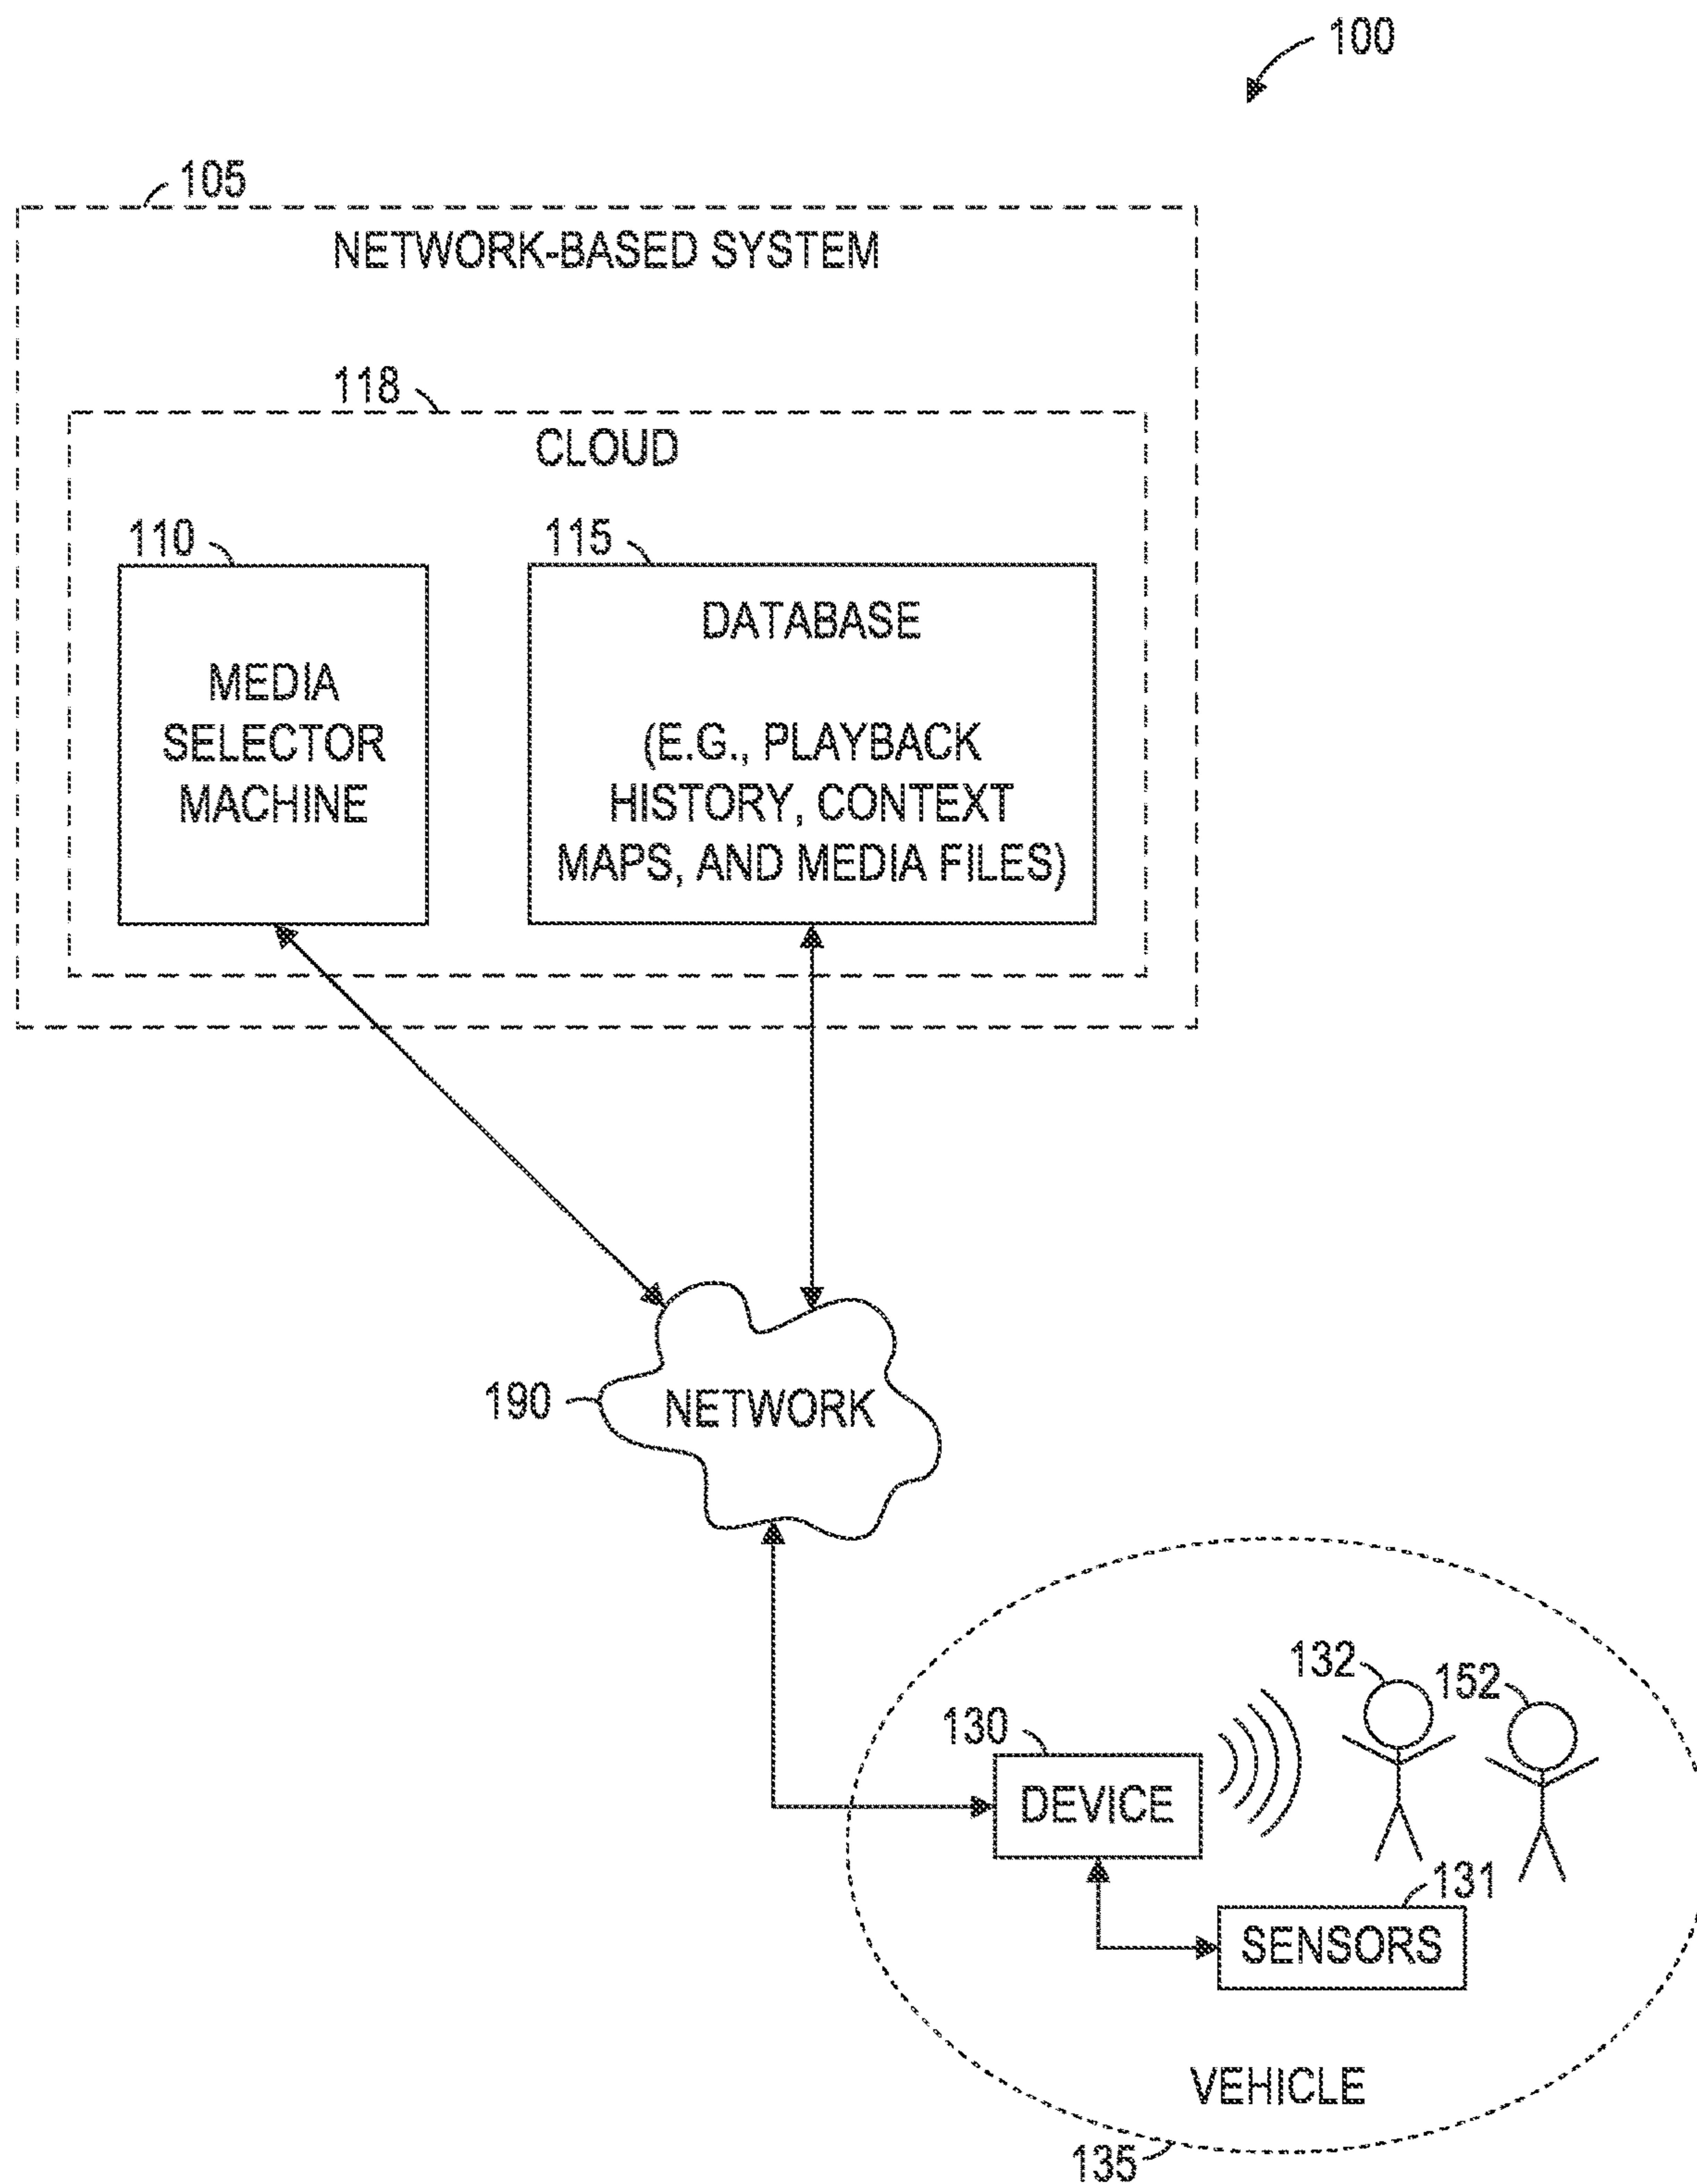 100
105
NETWORK-BASED SYSTEM
118
CLOUD
110
115
MEDIA
SELECTOR
MACHINE
DATABASE
(E.G., PLAYBACK
HISTORY, CONTEXT
MAPS, AND MEDIA FILES)
190
NETWORK
132
152
130
DEVICE
131
SENSORS
VEHICLE
135